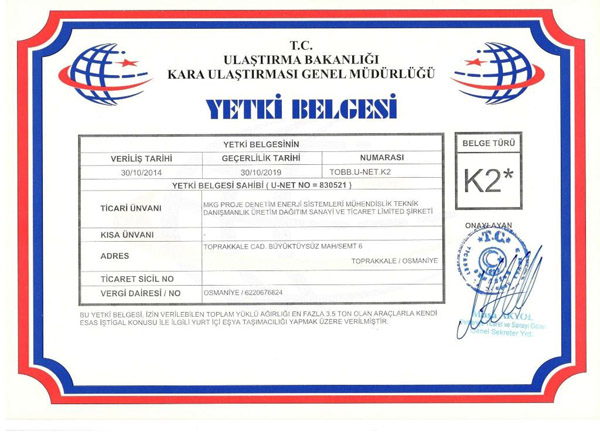 T.C.
ULAŞTIRMA BAKANLIĞI
KARA ULAŞTIRMASI GENEL MÜDÜRLÜĞÜ
YETKİ BELGESİ
YETKİ BELGESİNİN
VERİLİŞ TARİHİ GEÇERLİLİK TARİHİ NUMARASI
30/10/2014 30/10/2019 TOBB.U-NET.K2
YETKİ BELGESİ SAHİBİ ( U-NET NO = 830521 )
TİCARİ ÜNVANI MKG PROJE DENETİM ENERJİ SİSTEMLERİ MÜHENDİSLİK TEKNİK
DANIŞMANLIK ÜRETİM DAĞITIM SANAYİ VE TİCARET LİMİTED ŞİRKETİ
KISA ÜNVANI -
ADRES TOPRAKKALE CAD. BÜYÜKTÜYSÜZ MAH/SEMT 6
TOPRAKKALE / OSMANİYE
TİCARET SİCİL NO
VERGİ DAİRESİ / NO OSMANİYE / 6220676624
BU YETKİ BELGESİ, İZİN VERİLEBİLEN TOPLAM YÜKLÜ AĞIRLIĞI EN FAZLA 3.5 TON OLAN ARAÇLARLA KENDİ
ESAS İŞTİGAL KONUSU İLE İLGİLİ YURT İÇİ EŞYA TAŞIMACILIĞI YAPMAK ÜZERE VERİLMİŞTİR.
BELGE TÜRÜ
K2*
ONAYLAYAN
T.C.
AKYOL
Ticaret ve Sanayi Odası
Genel Sekreter Yrd.